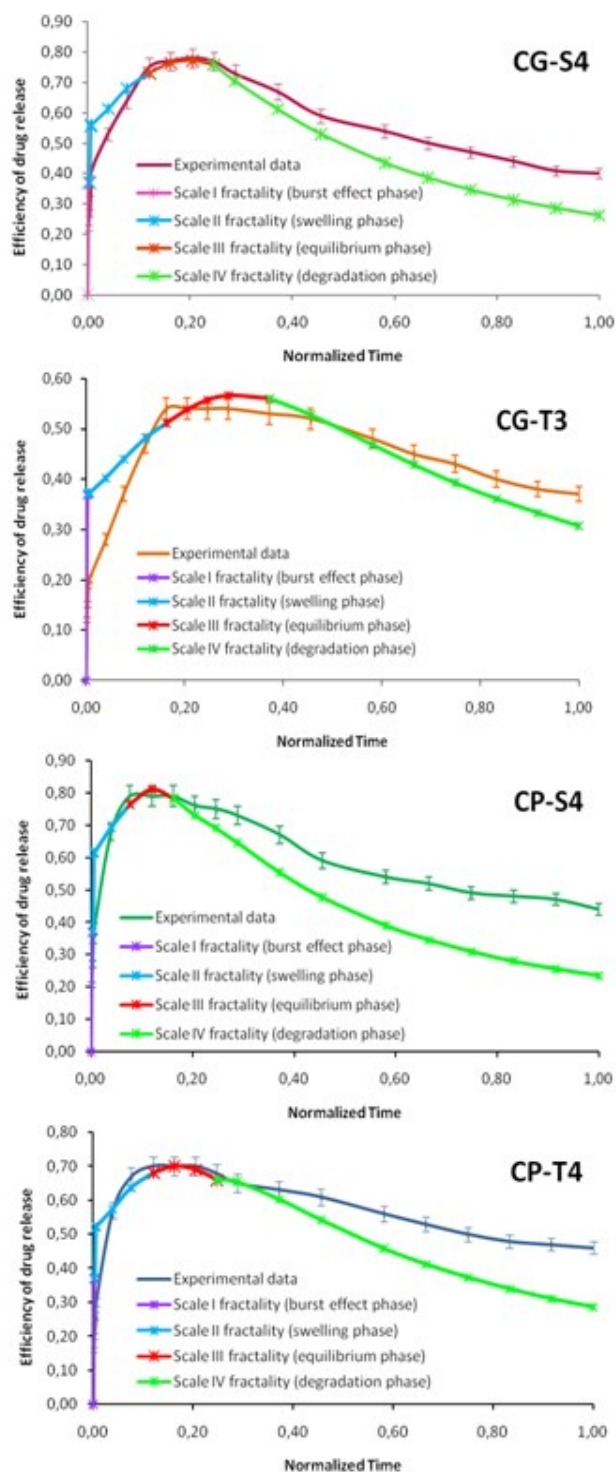 CG-S4
Efficiency of drug release
0,90
0,80
0,70
0,60
0,50
0,40
0,30
0,20
0,10
0,00
Experimental data
Scale I fractality (burst effect phase)
Scale II fractality (swelling phase)
Scale III fractality (equilibrium phase)
Scale IV fractality (degradation phase)
0,00 0,20 0,40 0,60 0,80 1,00
Normalized Time
CG-T3
Efficiency of drug release
0,60
0,50
0,40
0,30
0,20
0,10
0,00
Experimental data
Scale I fractality (burst effect phase)
Scale II fractality (swelling phase)
Scale III fractality (equilibrium phase)
Scale IV fractality (degradation phase)
0,00 0,20 0,40 0,60 0,80 1,00
Normalized Time
CP-S4
Efficiency of drug release
0,90
0,80
0,70
0,60
0,50
0,40
0,30
0,20
0,10
0,00
Experimental data
Scale I fractality (burst effect phase)
Scale II fractality (swelling phase)
Scale III fractality (equilibrium phase)
Scale IV fractality (degradation phase)
0,00 0,20 0,40 0,60 0,80 1,00
Normalized Time
CP-T4
Efficiency of drug release
0,80
0,70
0,60
0,50
0,40
0,30
0,20
0,10
0,00
Experimental data
Scale I fractality (burst effect phase)
Scale II fractality (swelling phase)
Scale III fractality (equilibrium phase)
Scale IV fractality (degradation phase)
0,00 0,20 0,40 0,60 0,80 1,00
Normalized Time